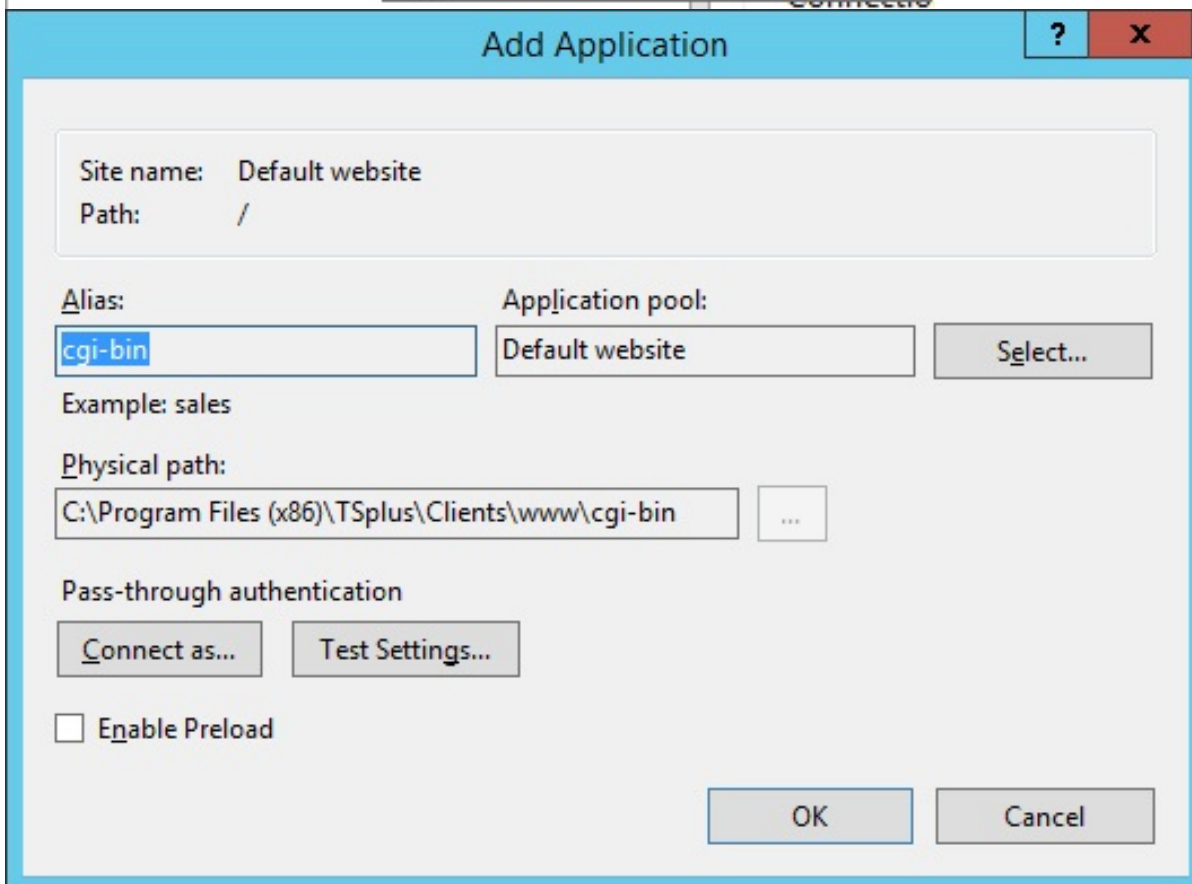 Add Application
?
x
Site name: Default website
Path: /
Alias:
Application pool:
cgi-bin
Default website
Select...
Example: sales
Physical path:
C:\Program Files (x86)\TSplus\Clients\www\cgi-bin
...
Pass-through authentication
Connect as...
Test Settings...
Enable Preload
OK
Cancel